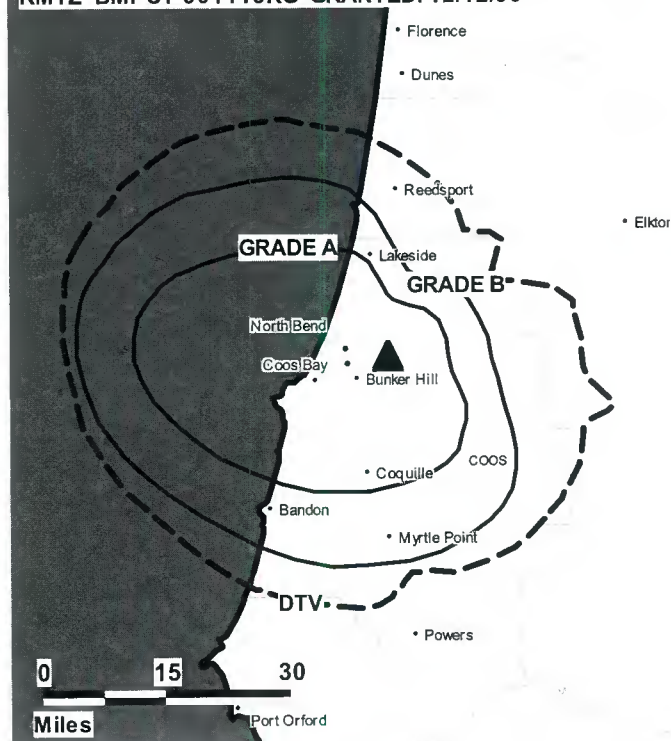 Florence
Dunes
Reedsport
GRADE A
Lakeside
GRADE B
North Bend
Coos Bay
Bunker Hill
COOS
Coquille
Bandon
Myrtle Point
DTV
Powers
0 15 30
Miles
Port Orford